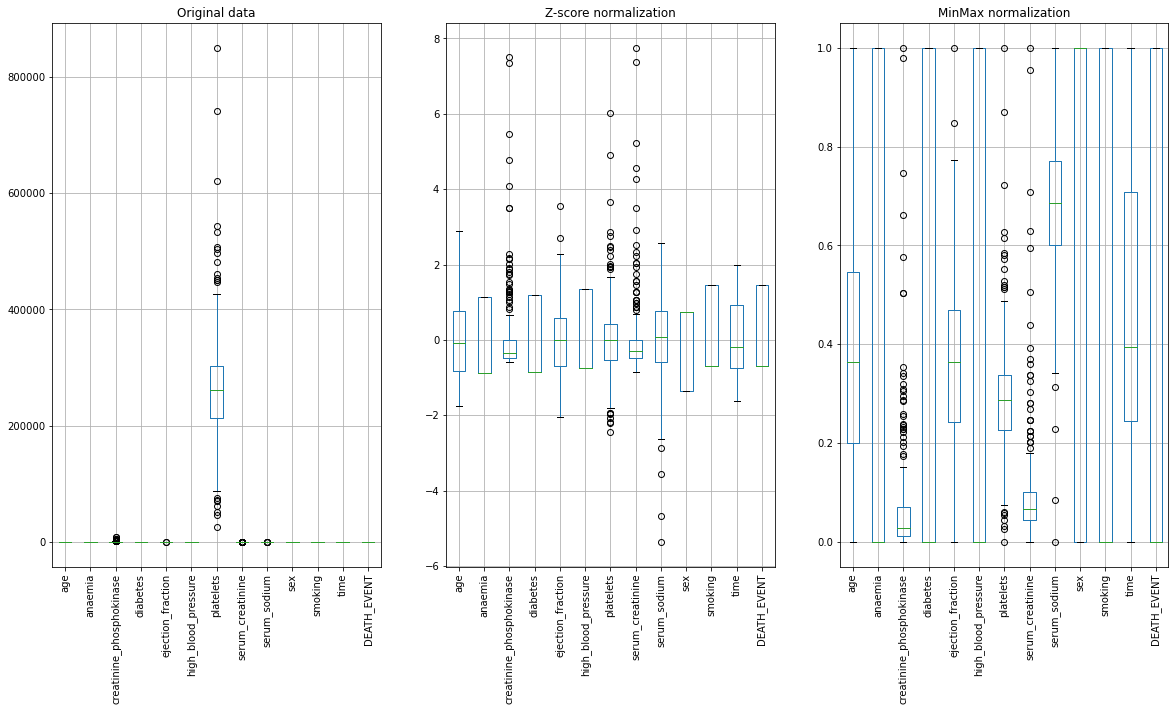 Original data
800000
600000
400000
200000
0
age
anaemia
creatinine_phosphokinase
diabetes
ejection_fraction
high_blood_pressure
platelets
serum_creatinine
serum_sodium
sex
smoking
time
DEATH_EVENT
Z-score normalization
8
6
4
2
0
−2
−4
−6
age
anaemia
creatinine_phosphokinase
diabetes
ejection_fraction
high_blood_pressure
platelets
serum_creatinine
serum_sodium
sex
smoking
time
DEATH_EVENT
MinMax normalization
1.0
0.8
0.6
0.4
0.2
0.0
age
anaemia
creatinine_phosphokinase
diabetes
ejection_fraction
high_blood_pressure
platelets
serum_creatinine
serum_sodium
sex
smoking
time
DEATH_EVENT